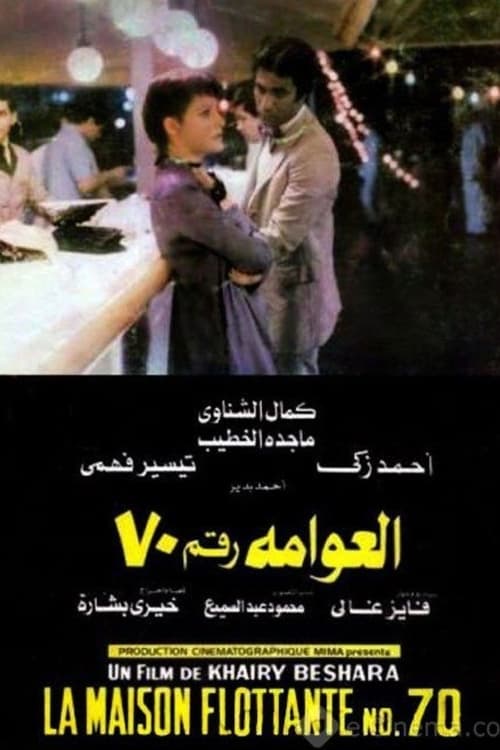 كمال الشناوى
ماجده الخطيب
أحمد زكى تيسير فهمى
أحمد بدير
العوامه رقم ٧٠
فايز غالى محمود عبد السميع خيرى بشارة
PRODUCTION CINEMATOGRAPHIQUE MIMA presente
UN FILM DE KHAIRY BESHARA
LA MAISON FLOTTANTE NO. 70